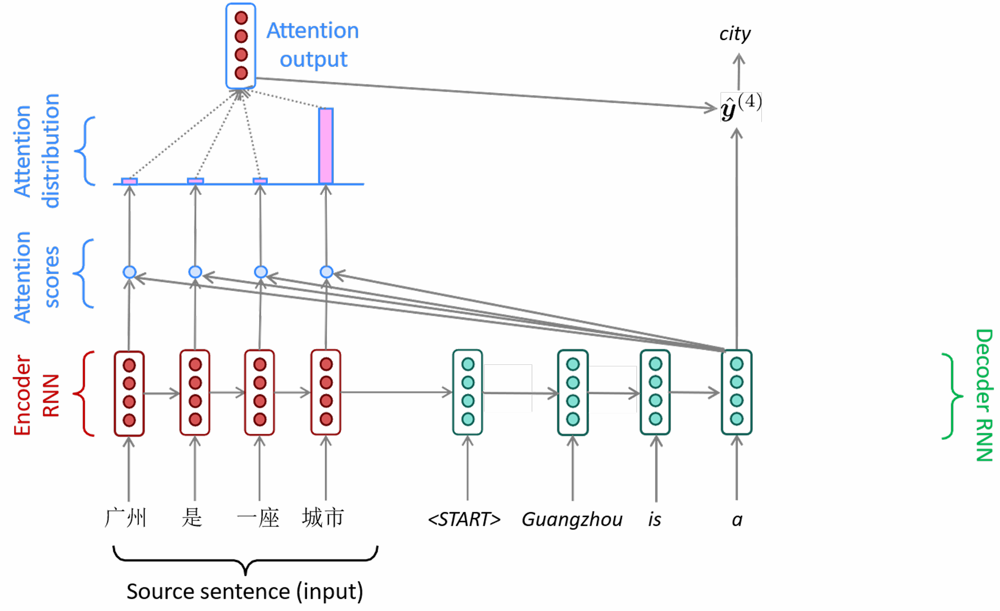 Attention
output
city
ŷ(4)
Attention
distribution
Attention
scores
Encoder
RNN
Decoder RNN
广州 是 一座 城市 <START> Guangzhou is a
Source sentence (input)